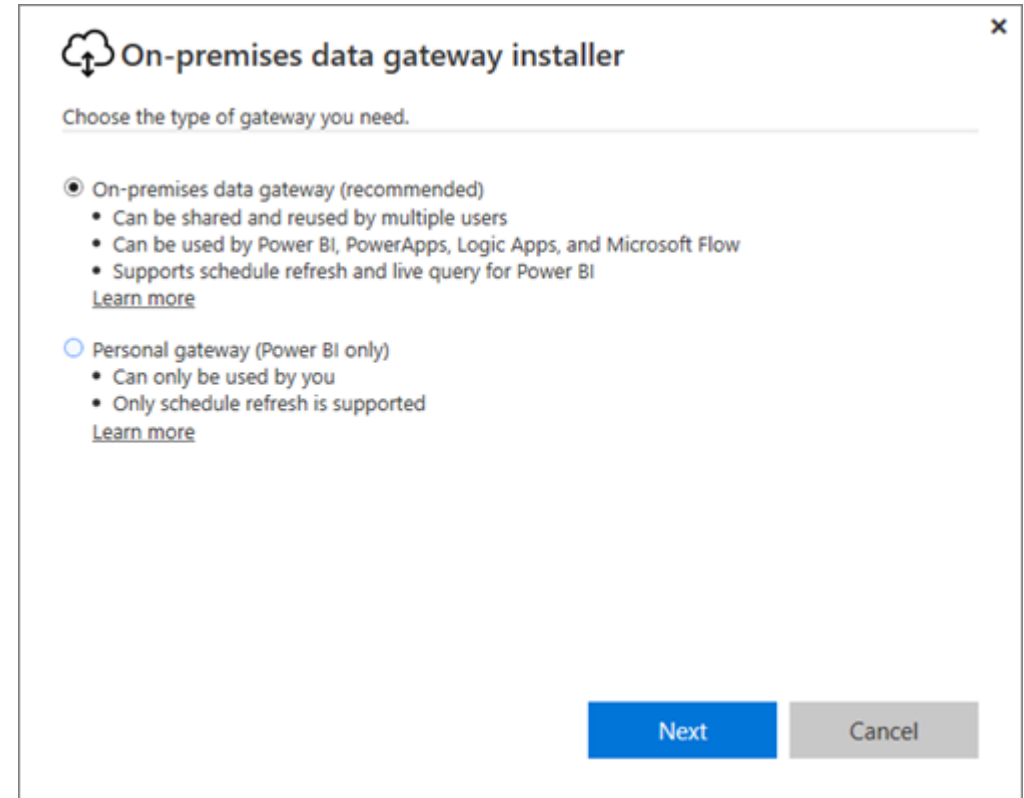 On-premises data gateway installer
Choose the type of gateway you need.
On-premises data gateway (recommended)
• Can be shared and reused by multiple users
• Can be used by Power BI, PowerApps, Logic Apps, and Microsoft Flow
• Supports schedule refresh and live query for Power BI
Learn more
Personal gateway (Power BI only)
• Can only be used by you
• Only schedule refresh is supported
Learn more
Next Cancel